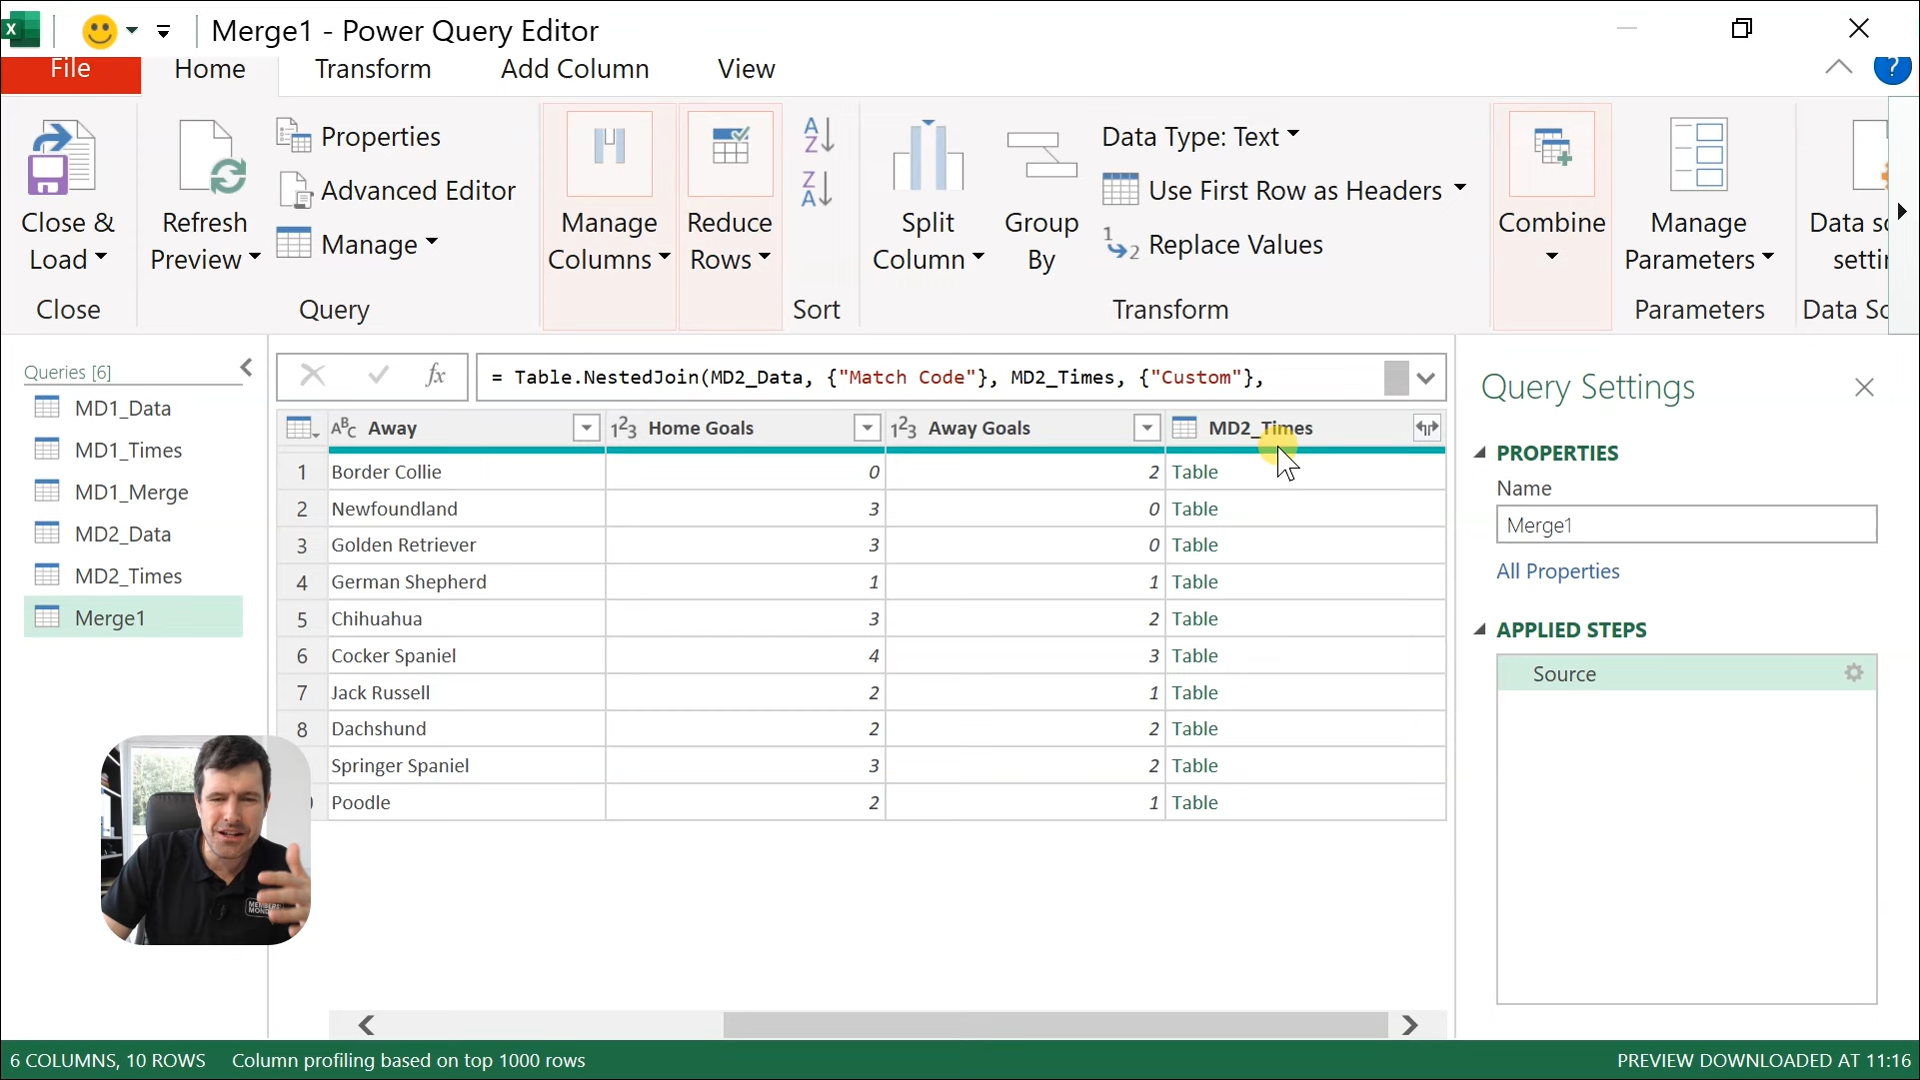 Merge1 - Power Query Editor
File Home Transform Add Column View
Close & Load
Refresh Preview
Properties
Advanced Editor
Manage
Manage Columns
Reduce Rows
Split Column
Group By
Data Type: Text
Use First Row as Headers
Replace Values
Combine
Manage Parameters
Close
Query
Sort
Transform
Parameters
Queries [6]
MD1_Data
MD1_Times
MD1_Merge
MD2_Data
MD2_Times
Merge1
fx = Table.NestedJoin(MD2_Data, {"Match Code"}, MD2_Times, {"Custom"},
ABC Away 123 Home Goals 123 Away Goals MD2_Times
1 Border Collie 0 2 Table
2 Newfoundland 3 0 Table
3 Golden Retriever 3 0 Table
4 German Shepherd 1 1 Table
5 Chihuahua 3 2 Table
6 Cocker Spaniel 4 3 Table
7 Jack Russell 2 1 Table
8 Dachshund 2 2 Table
Springer Spaniel 3 2 Table
Poodle 2 1 Table
Query Settings
PROPERTIES
Name
Merge1
All Properties
APPLIED STEPS
Source
6 COLUMNS, 10 ROWS Column profiling based on top 1000 rows
PREVIEW DOWNLOADED AT 11:16